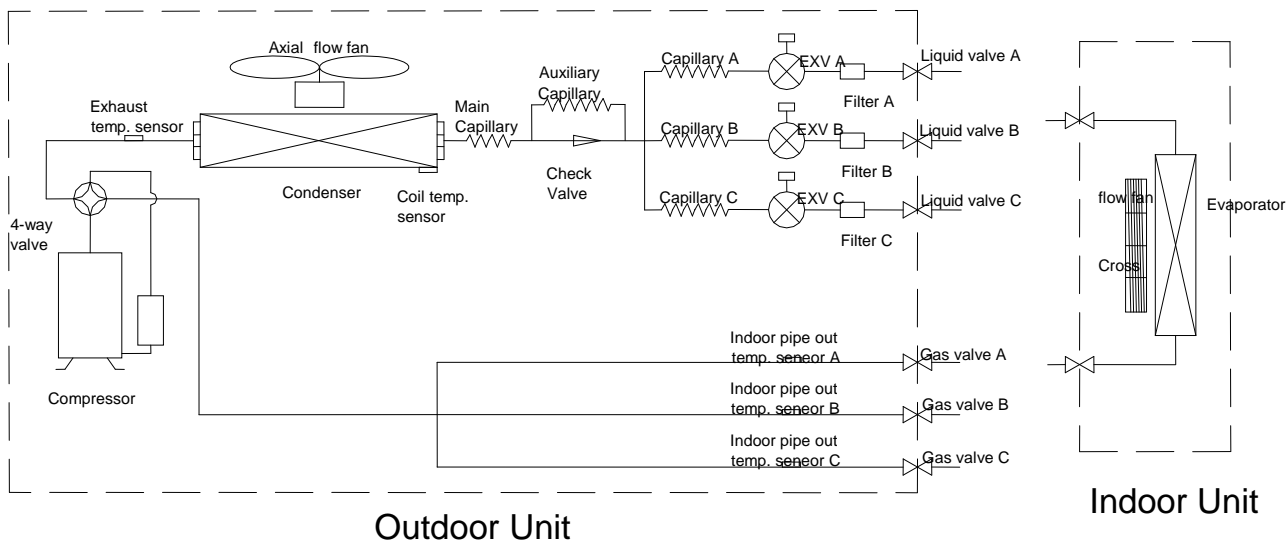 Axial flow fan
Exhaust
temp. sensor
Main
Capillary
Auxiliary
Capillary
Capillary A
EXV A
Liquid valve A
Filter A
Capillary B
EXV B
Liquid valve B
Filter B
Capillary C
EXV C
Liquid valve C
Filter C
Condenser
Coil temp.
sensor
Check
Valve
4-way
valve
Compressor
Indoor pipe out
temp. seneor A
Gas valve A
Indoor pipe out
temp. seneor B
Gas valve B
Indoor pipe out
temp. seneor C
Gas valve C
Outdoor Unit
flow fan
Cross
Evaporator
Indoor Unit